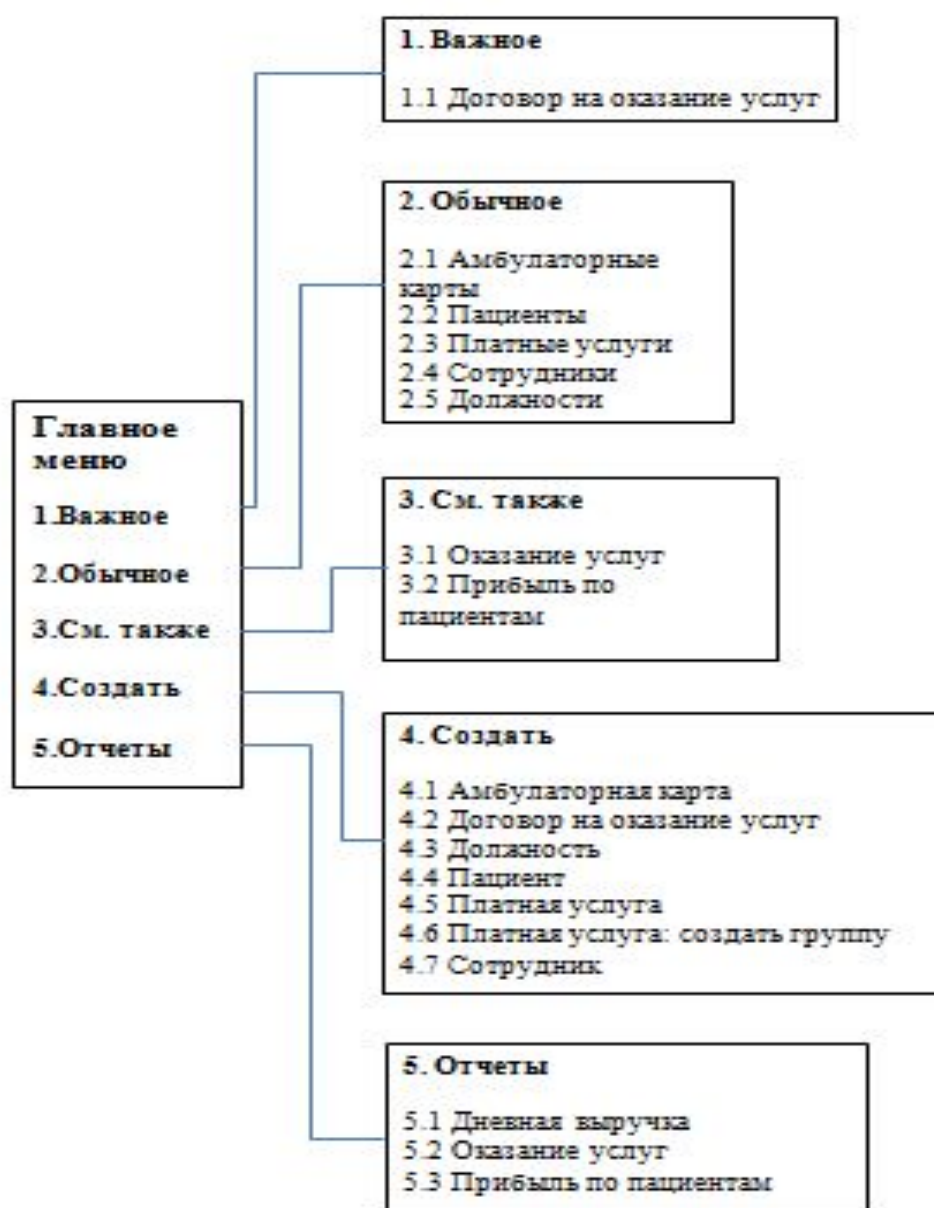 1. Важное
1.1 Договор на оказание услуг
2. Обычное
2.1 Амбулаторные
карты
2.2 Пациенты
2.3 Платные услуги
2.4 Сотрудники
2.5 Должности
Главное
меню
1.Важное
2.Обычное
3.См. также
4.Создать
5.Отчеты
3. См. также
3.1 Оказание услуг
3.2 Прибыль по
пациентам
4. Создать
4.1 Амбулаторная карта
4.2 Договор на оказание услуг
4.3 Должность
4.4 Пациент
4.5 Платная услуга
4.6 Платная услуга: создать группу
4.7 Сотрудник
5. Отчеты
5.1 Дневная выручка
5.2 Оказание услуг
5.3 Прибыль по пациентам